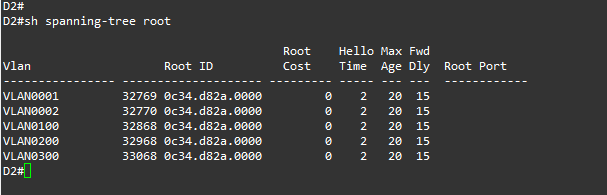 D2#
D2#sh spanning-tree root
                                        Root    Hello Max Fwd
Vlan                   Root ID          Cost    Time  Age Dly  Root Port
---------------- -------------------- --------- ----- --- ---  ------------
VLAN0001         32769 0c34.d82a.0000         0    2   20  15
VLAN0002         32770 0c34.d82a.0000         0    2   20  15
VLAN0100         32868 0c34.d82a.0000         0    2   20  15
VLAN0200         32968 0c34.d82a.0000         0    2   20  15
VLAN0300         33068 0c34.d82a.0000         0    2   20  15
D2#